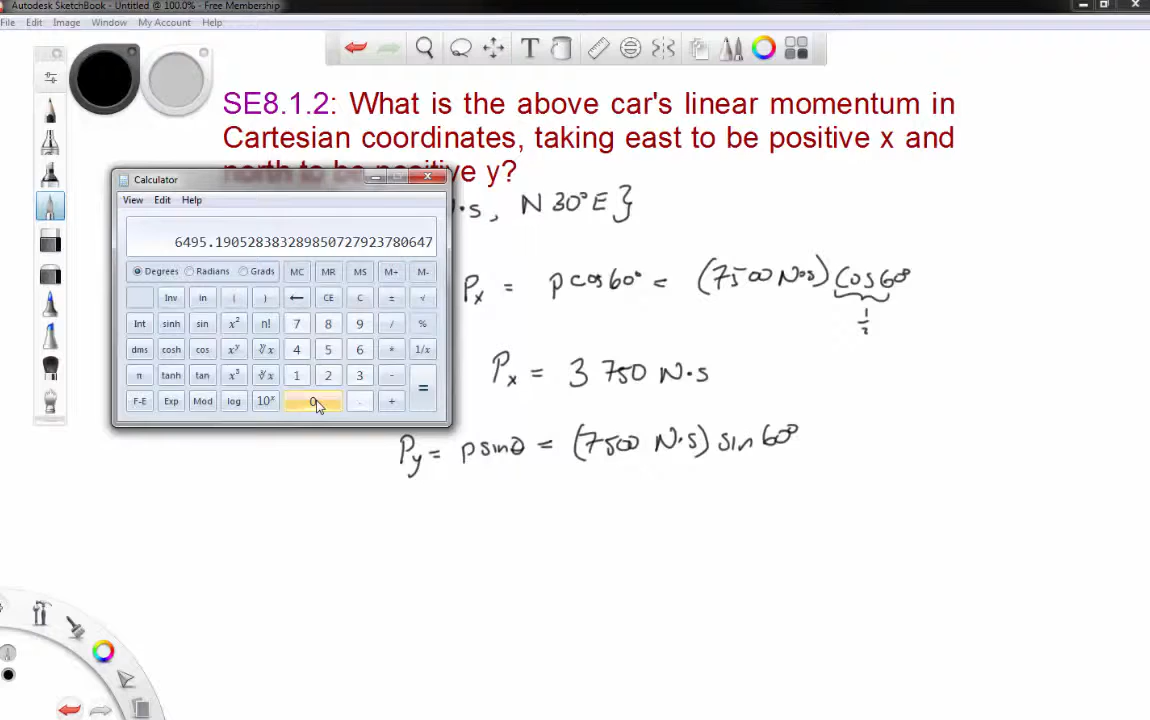 Autodesk SketchBook - Untitled @ 100.0% - Free Membership
File Edit Image Window My Account Help
SE8.1.2: What is the above car's linear momentum in
Cartesian coordinates, taking east to be positive x and
north to be positive y?
Calculator
View Edit Help
6495.1905283832898507279237806​47
Degrees Radians Grads MC MR MS M+ M-
Inv ln ( ) ← CE C ± √
Int sinh sin x² n! 7 8 9 / %
dms cosh cos xʸ ʸ√x 4 5 6 * 1/x
π tanh tan x³ ³√x 1 2 3 - =
F-E Exp Mod log 10ˣ 0 . +
·s, N 30° E }
Px = p cos 60° = (7500 N·s) cos 60°
1/2
Px = 3 750 N·s
Py = p sin θ = (7500 N·s) sin 60°